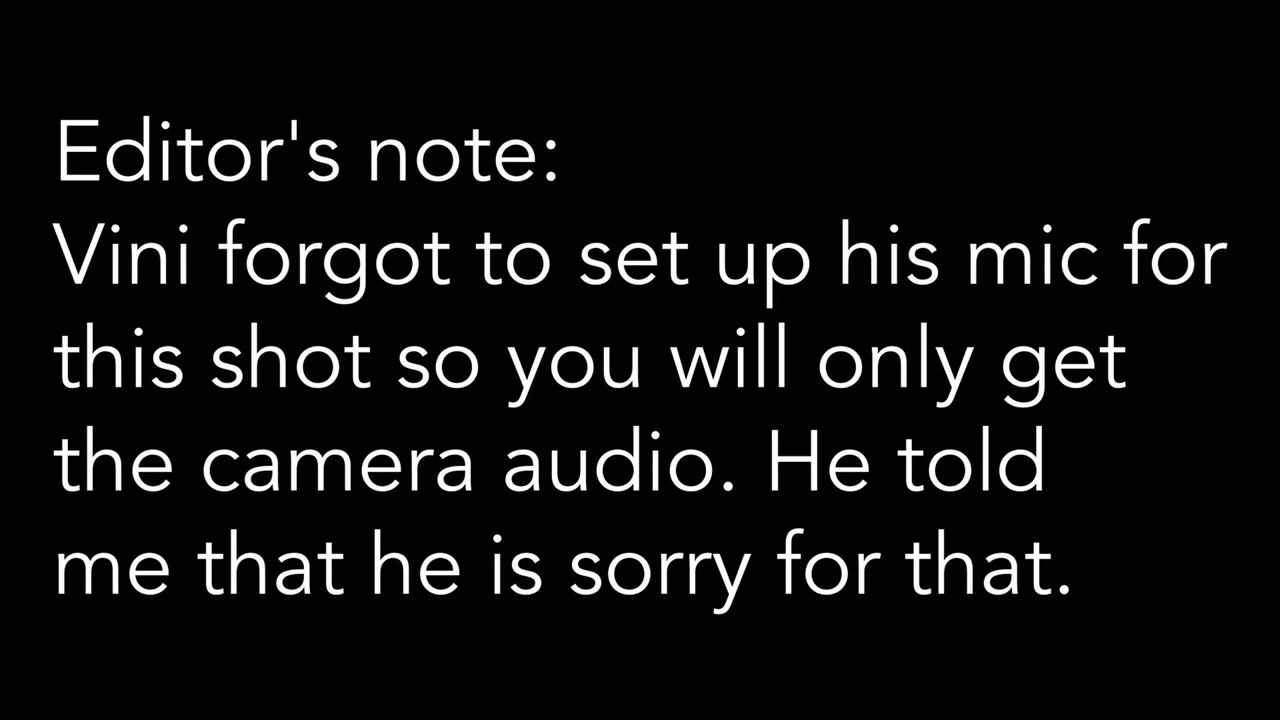 Editor's note:
Vini forgot to set up his mic for
this shot so you will only get
the camera audio. He told
me that he is sorry for that.